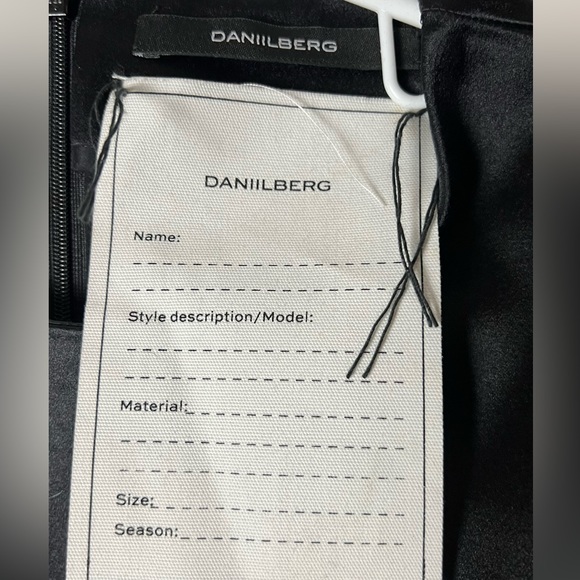 DANIILBERG
DANIILBERG
Name:
Style description/Model:
Material:
Size:
Season: